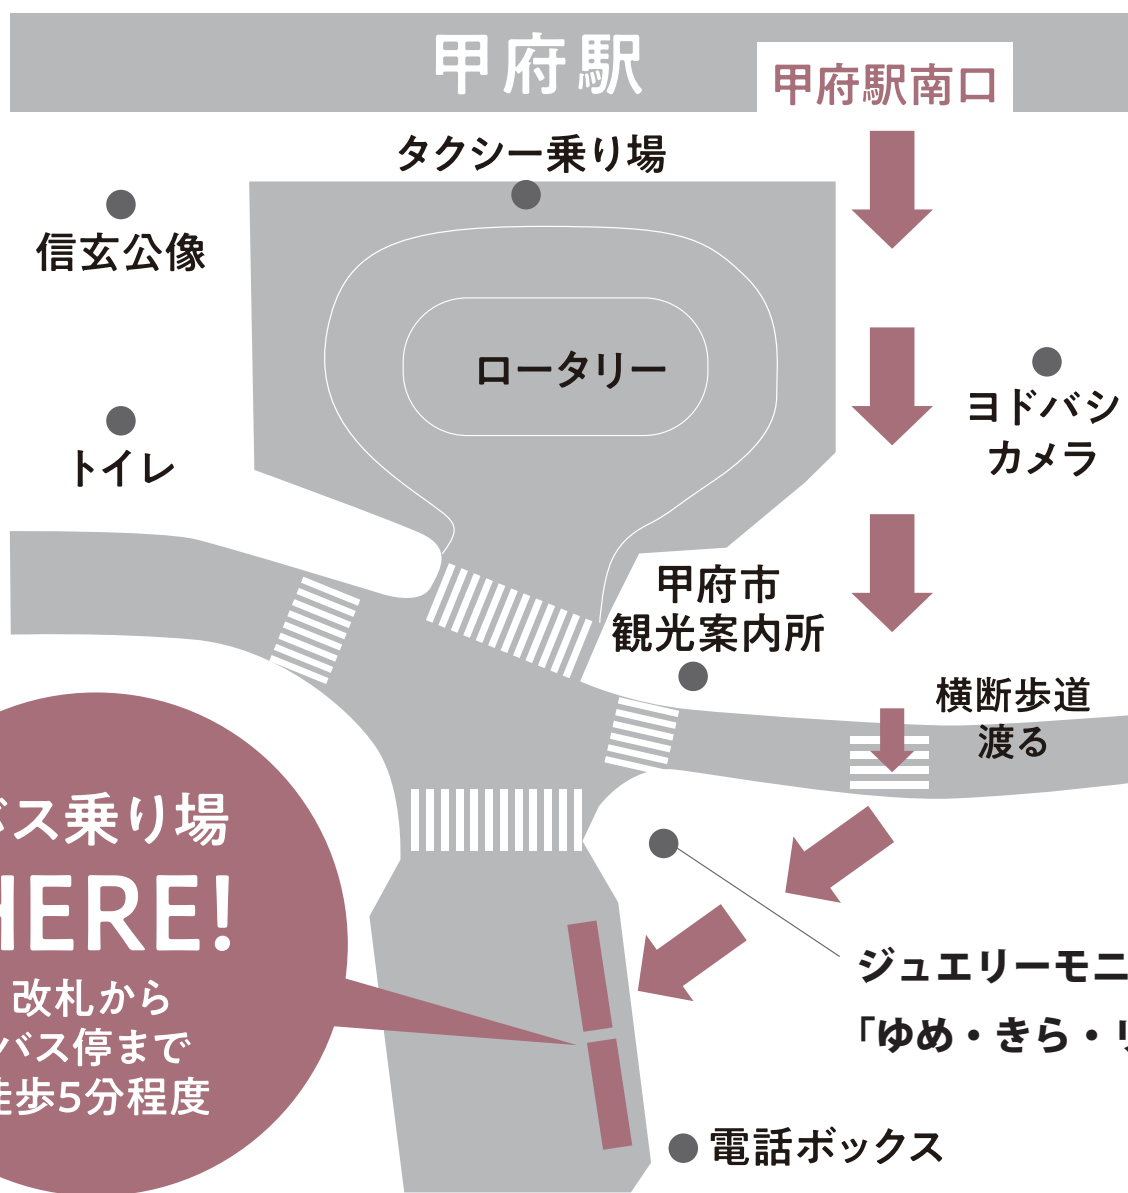 甲府駅
甲府駅南口
タクシー乗り場
信玄公像
ロータリー
ヨドバシ
カメラ
トイレ
甲府市
観光案内所
横断歩道
渡る
バス乗り場
HERE!
改札から
バス停まで
徒歩5分程度
ジュエリーモニ
「ゆめ・きら・リ
電話ボックス